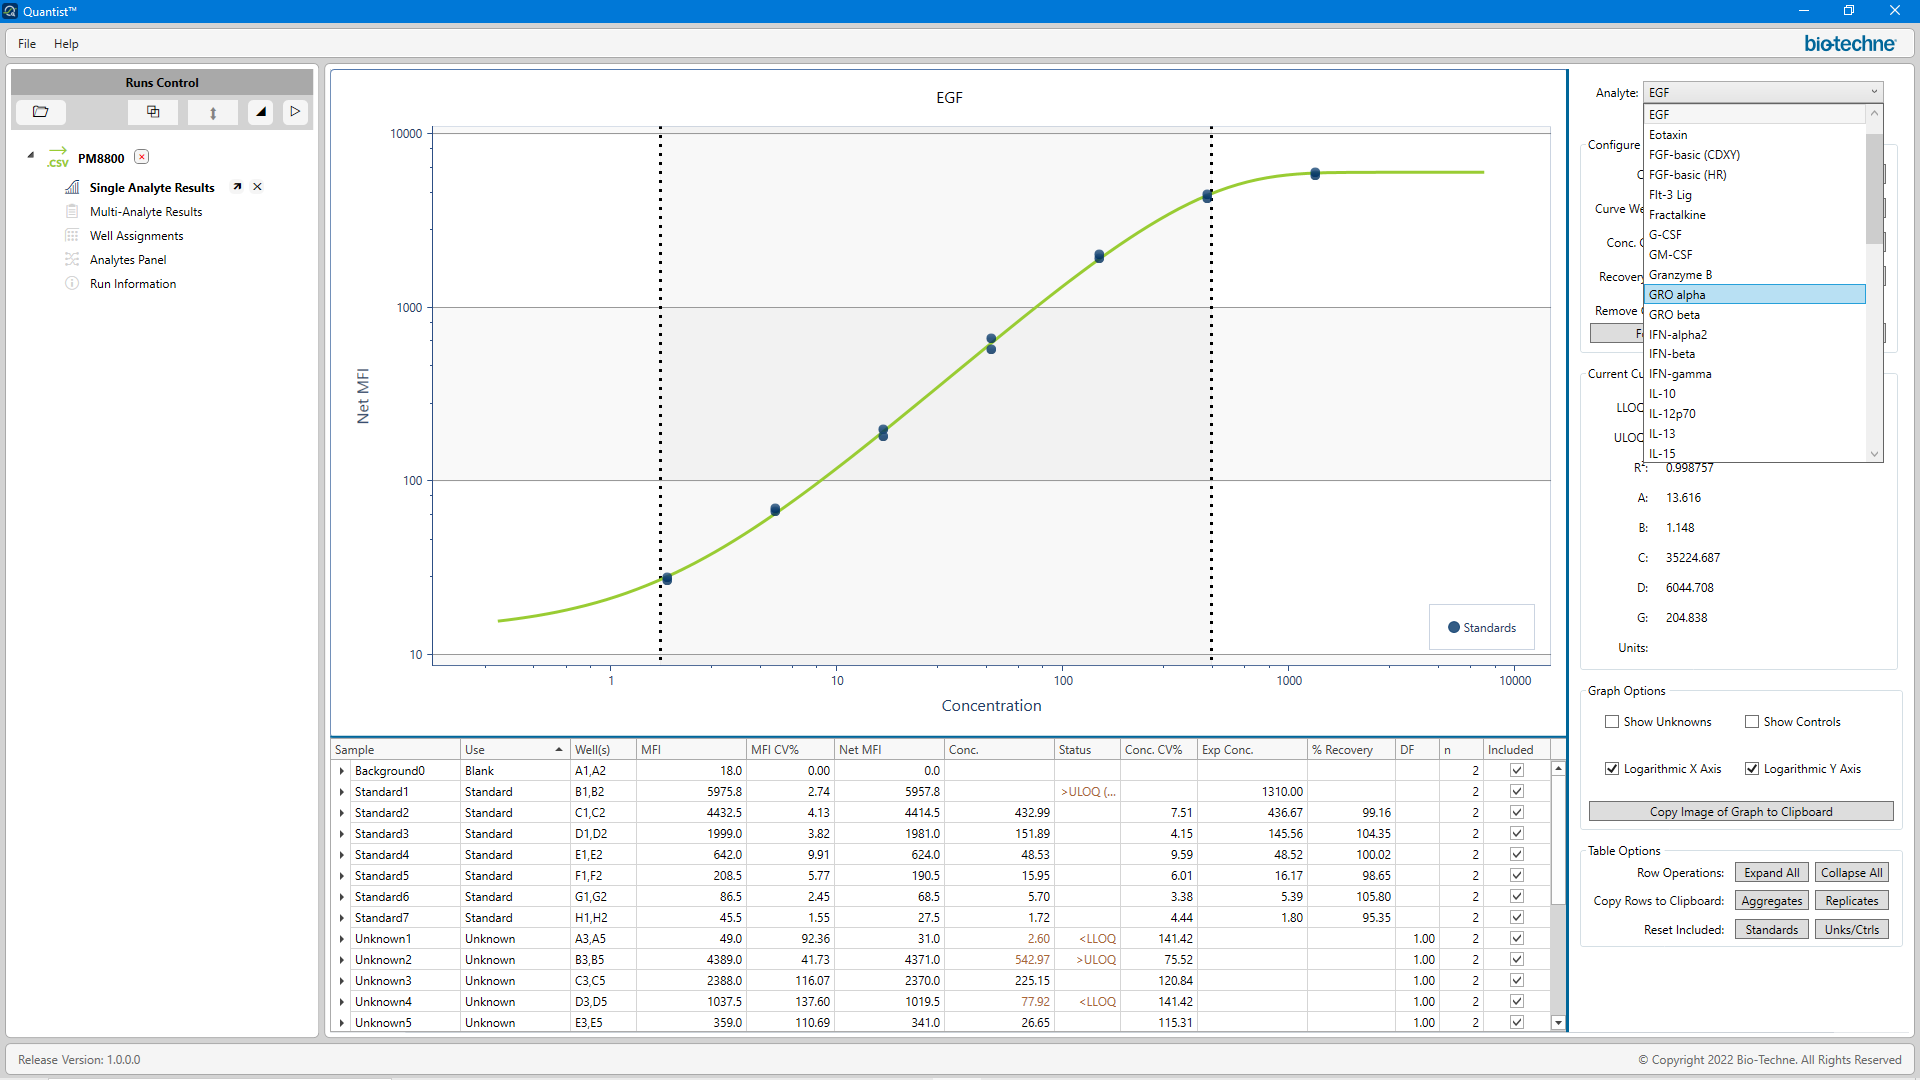 Quantist™
File Help
bio-techne
Runs Control
.CSV PM8800
Single Analyte Results
Multi-Analyte Results
Well Assignments
Analytes Panel
Run Information
EGF
10000
1000
100
10
Net MFI
1 10 100 1000 10000
Concentration
Standards
Sample Use Well(s) MFI MFI CV% Net MFI Conc. Status Conc. CV% Exp Conc. % Recovery DF n Included
Background0 Blank A1,A2 18.0 0.00 0.0 2
Standard1 Standard B1,B2 5975.8 2.74 5957.8 >ULOQ (... 1310.00 2
Standard2 Standard C1,C2 4432.5 4.13 4414.5 432.99 7.51 436.67 99.16 2
Standard3 Standard D1,D2 1999.0 3.82 1981.0 151.89 4.15 145.56 104.35 2
Standard4 Standard E1,E2 642.0 9.91 624.0 48.53 9.59 48.52 100.02 2
Standard5 Standard F1,F2 208.5 5.77 190.5 15.95 6.01 16.17 98.65 2
Standard6 Standard G1,G2 86.5 2.45 68.5 5.70 3.38 5.39 105.80 2
Standard7 Standard H1,H2 45.5 1.55 27.5 1.72 4.44 1.80 95.35 2
Unknown1 Unknown A3,A5 49.0 92.36 31.0 2.60 <LLOQ 141.42 1.00 2
Unknown2 Unknown B3,B5 4389.0 41.73 4371.0 542.97 >ULOQ 75.52 1.00 2
Unknown3 Unknown C3,C5 2388.0 116.07 2370.0 225.15 120.84 1.00 2
Unknown4 Unknown D3,D5 1037.5 137.60 1019.5 77.92 <LLOQ 141.42 1.00 2
Unknown5 Unknown E3,E5 359.0 110.69 341.0 26.65 115.31 1.00 2
Analyte: EGF
EGF
Eotaxin
FGF-basic (CDXY)
FGF-basic (HR)
Flt-3 Lig
Fractalkine
G-CSF
GM-CSF
Granzyme B
GRO alpha
GRO beta
IFN-alpha2
IFN-beta
IFN-gamma
IL-10
IL-12p70
IL-13
IL-15
Configure
Curve We
Conc.
Recovery
Remove
Current Cu
LLOQ
ULOQ
R²: 0.998757
A: 13.616
B: 1.148
C: 35224.687
D: 6044.708
G: 204.838
Units:
Graph Options
Show Unknowns Show Controls
Logarithmic X Axis Logarithmic Y Axis
Copy Image of Graph to Clipboard
Table Options
Row Operations: Expand All Collapse All
Copy Rows to Clipboard: Aggregates Replicates
Reset Included: Standards Unks/Ctrls
Release Version: 1.0.0.0
© Copyright 2022 Bio-Techne. All Rights Reserved